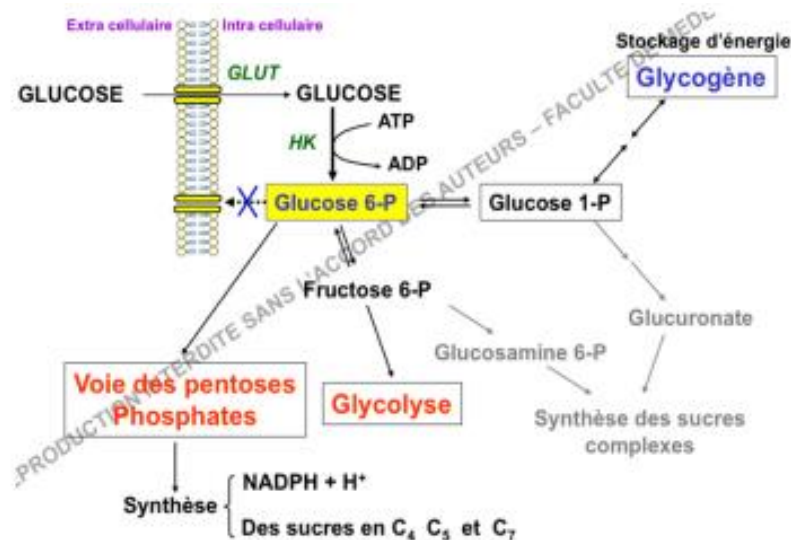 Extra cellulaire Intra cellulaire
Stockage d'énergie
Glycogène
GLUT
GLUCOSE
GLUCOSE
ATP
HK
ADP
Glucose 6-P
Glucose 1-P
Fructose 6-P
Glucuronate
Glucosamine 6-P
Voie des pentoses
Phosphates
Glycolyse
Synthèse des sucres
complexes
Synthèse
NADPH + H⁺
Des sucres en C₄ C₅ et C₇
EPRODUCTION INTERDITE SANS L'ACCORD DES AUTEURS – FACULTE DE MEDE